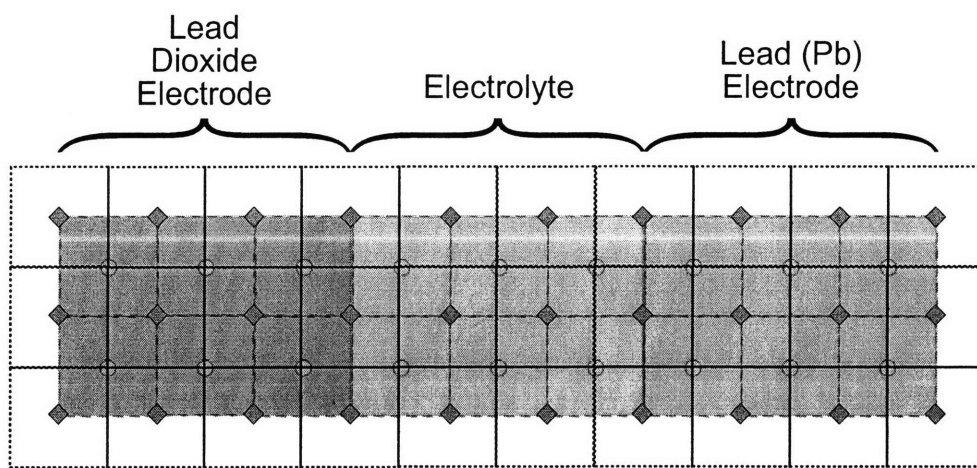 Lead
Dioxide
Electrode
Electrolyte
Lead (Pb)
Electrode